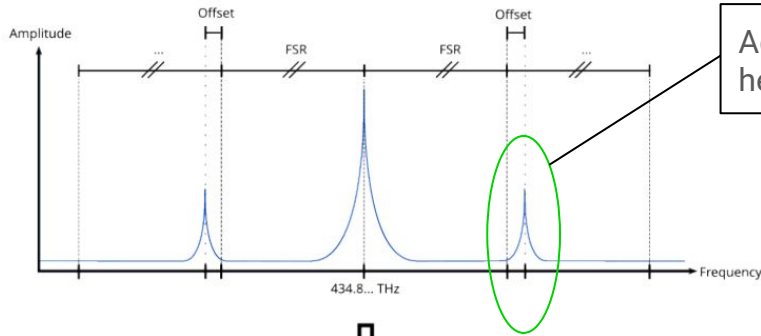 Offset
Offset
Amplitude
...
FSR
FSR
...
434.8... THz
Frequency